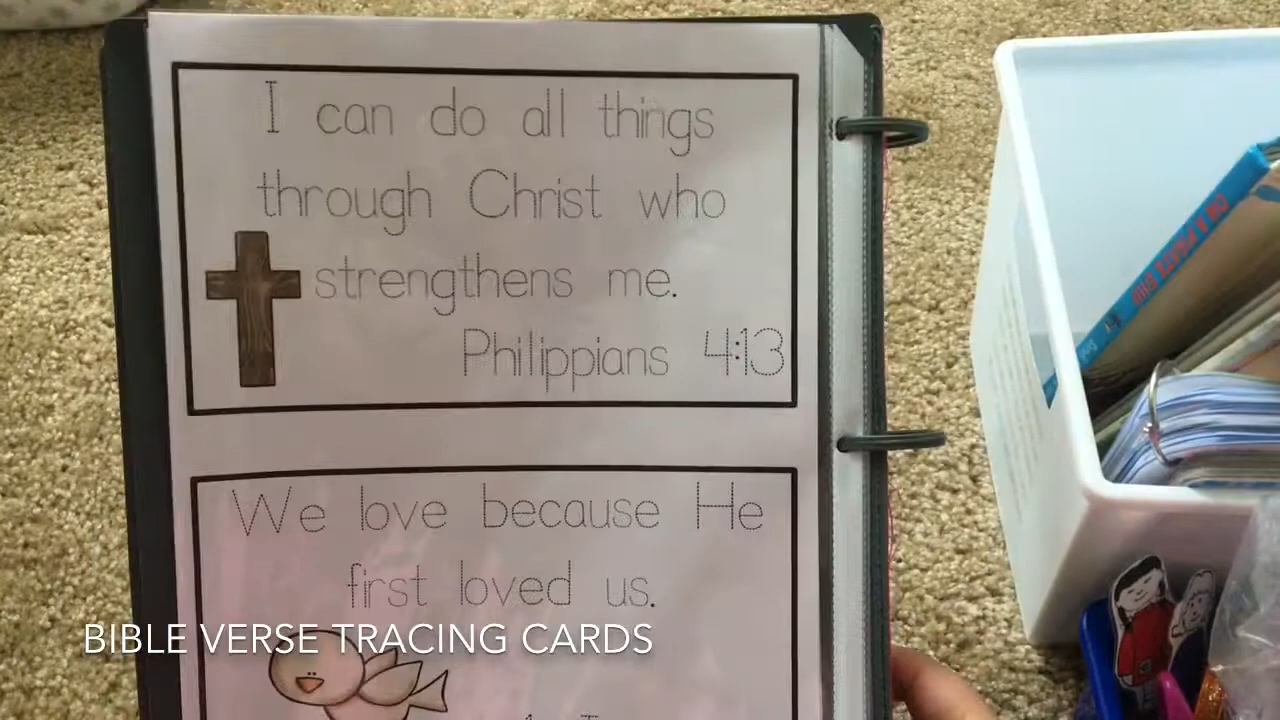 I can do all things
through Christ who
strengthens me.
Philippians 4:13
We love because He
first loved us.
BIBLE VERSE TRACING CARDS